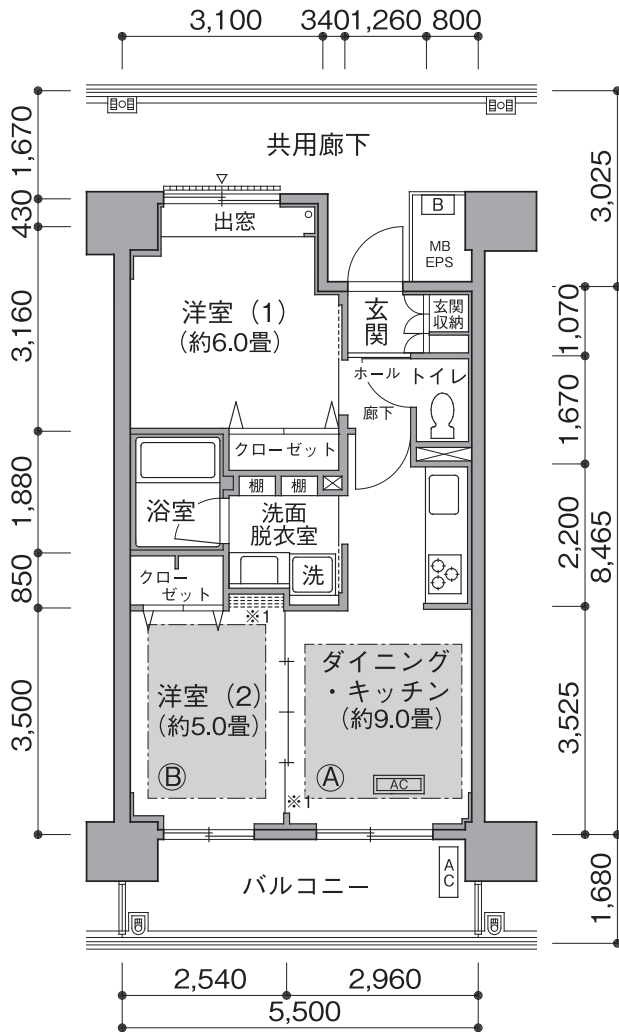 3,100
340
1,260
800
1,670
430
3,160
1,880
850
3,500
共用廊下
3,025
B
MB
EPS
出窓
洋室（1）
（約6.0畳）
玄関
玄関
収納
ホール
トイレ
廊下
クローゼット
棚
棚
浴室
洗面
脱衣室
洗
クロー
ゼット
※1
洋室（2）
（約5.0畳）
B
ダイニング
・キッチン
（約9.0畳）
A
AC
※1
バルコニー
AC
1,070
1,670
2,200
8,465
3,525
1,680
2,540
2,960
5,500